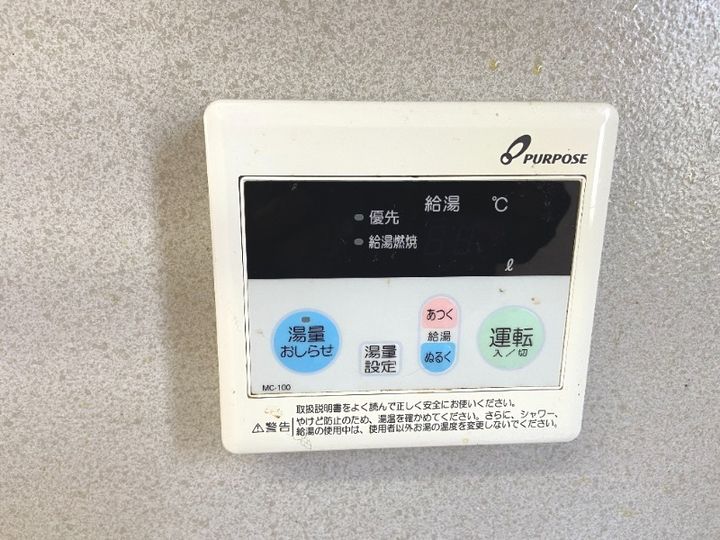 PURPOSE
給湯 ℃
優先
給湯燃焼
ℓ
湯量
おしらせ
湯量
設定
あつく
給湯
ぬるく
運転
入/切
MC-100
⚠警告
取扱説明書をよく読んで正しく安全にお使いください。
やけど防止のため、湯温を確かめてください。さらに、シャワー、
給湯の使用中は、使用者以外お湯の温度を変更しないでください。